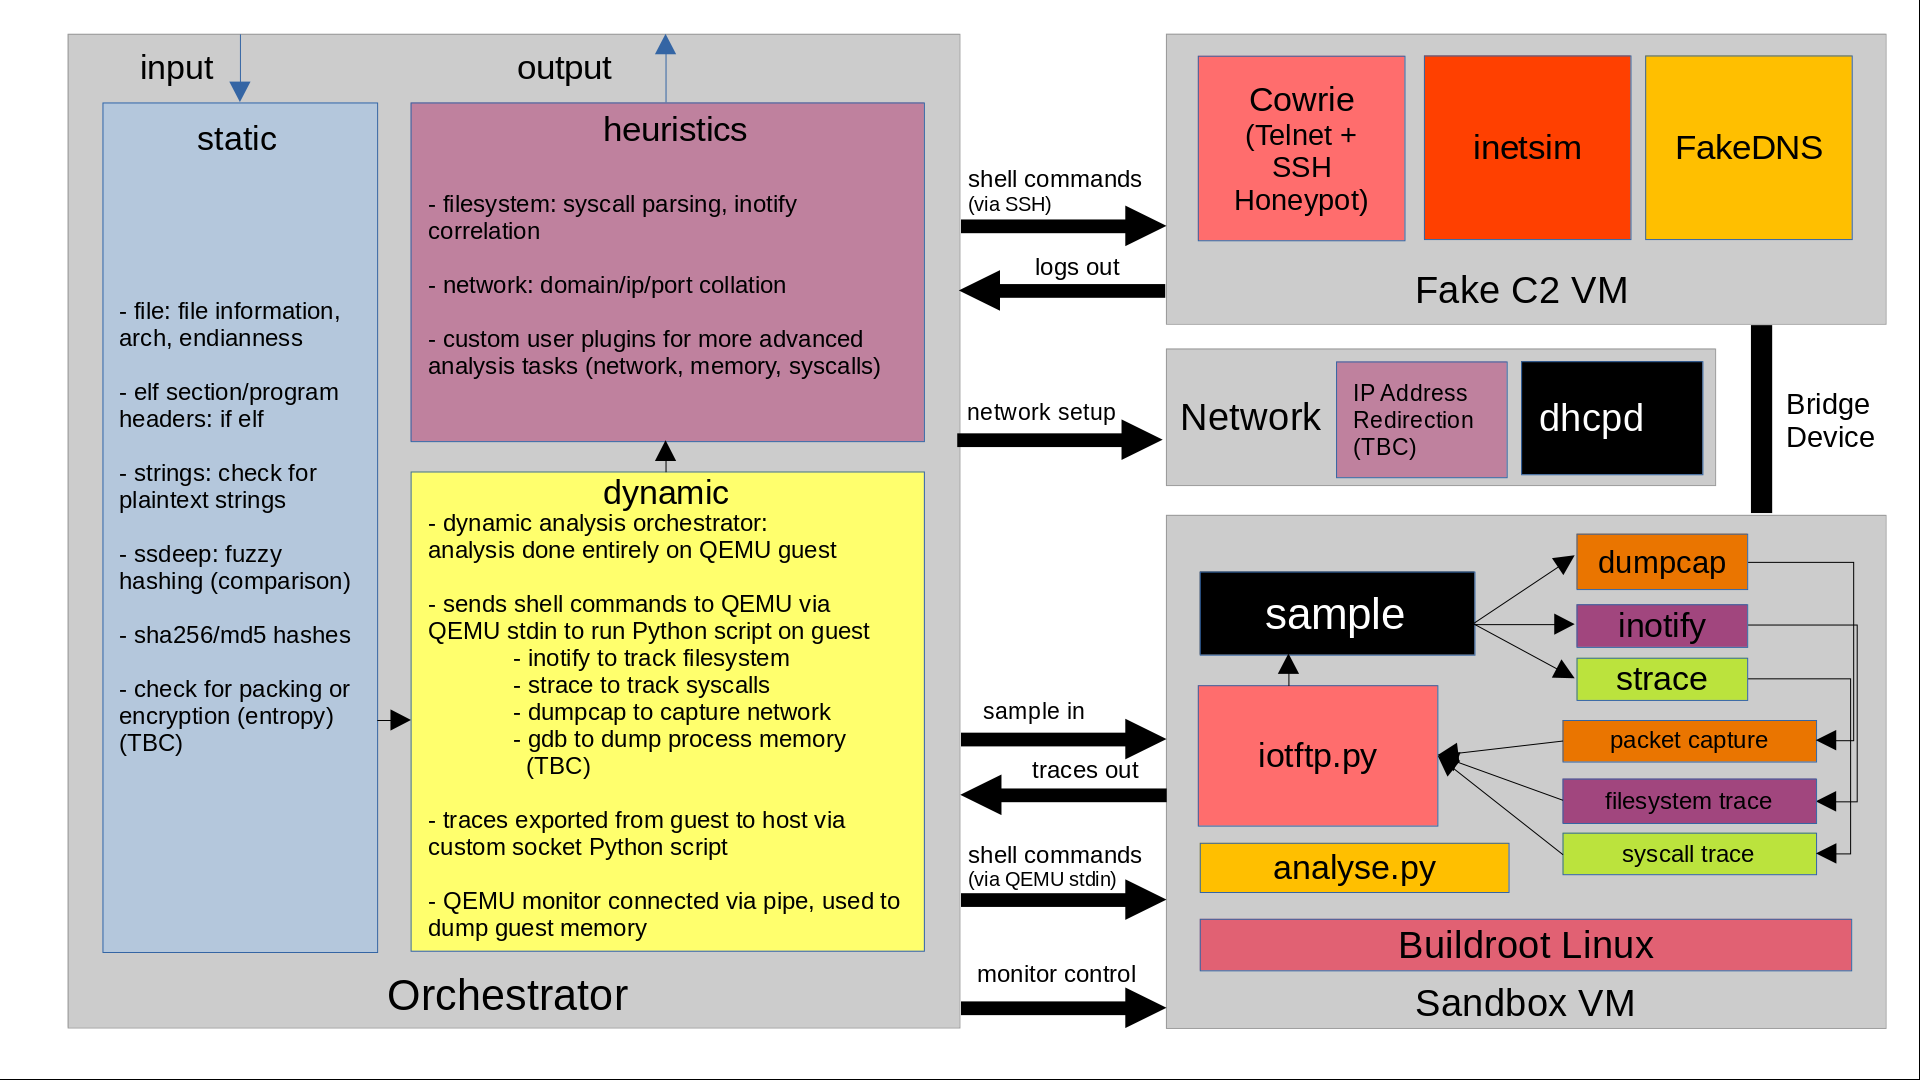 input
output
static
- file: file information,
arch, endianness
- elf section/program
headers: if elf
- strings: check for
plaintext strings
- ssdeep: fuzzy
hashing (comparison)
- sha256/md5 hashes
- check for packing or
encryption (entropy)
(TBC)
heuristics
- filesystem: syscall parsing, inotify
correlation
- network: domain/ip/port collation
- custom user plugins for more advanced
analysis tasks (network, memory, syscalls)
dynamic
- dynamic analysis orchestrator:
analysis done entirely on QEMU guest
- sends shell commands to QEMU via
QEMU stdin to run Python script on guest
- inotify to track filesystem
- strace to track syscalls
- dumpcap to capture network
- gdb to dump process memory
(TBC)
- traces exported from guest to host via
custom socket Python script
- QEMU monitor connected via pipe, used to
dump guest memory
Orchestrator
shell commands
(via SSH)
logs out
network setup
sample in
traces out
shell commands
(via QEMU stdin)
monitor control
Cowrie
(Telnet +
SSH
Honeypot)
inetsim
FakeDNS
Fake C2 VM
Network
IP Address
Redirection
(TBC)
dhcpd
Bridge
Device
sample
dumpcap
inotify
strace
iotftp.py
packet capture
filesystem trace
syscall trace
analyse.py
Buildroot Linux
Sandbox VM